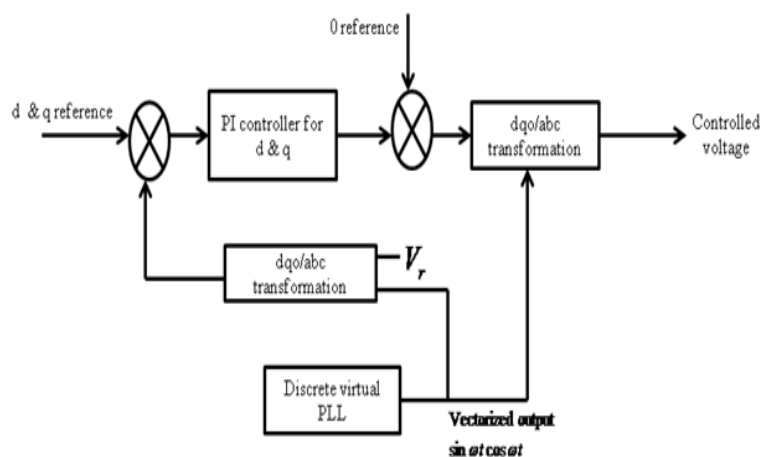 0 reference
d & q reference
PI controller for
d & q
dqo/abc
transformation
Controlled
voltage
dqo/abc
transformation
V_r
Discrete virtual
PLL
Vectorized output
sin ωt cos ωt